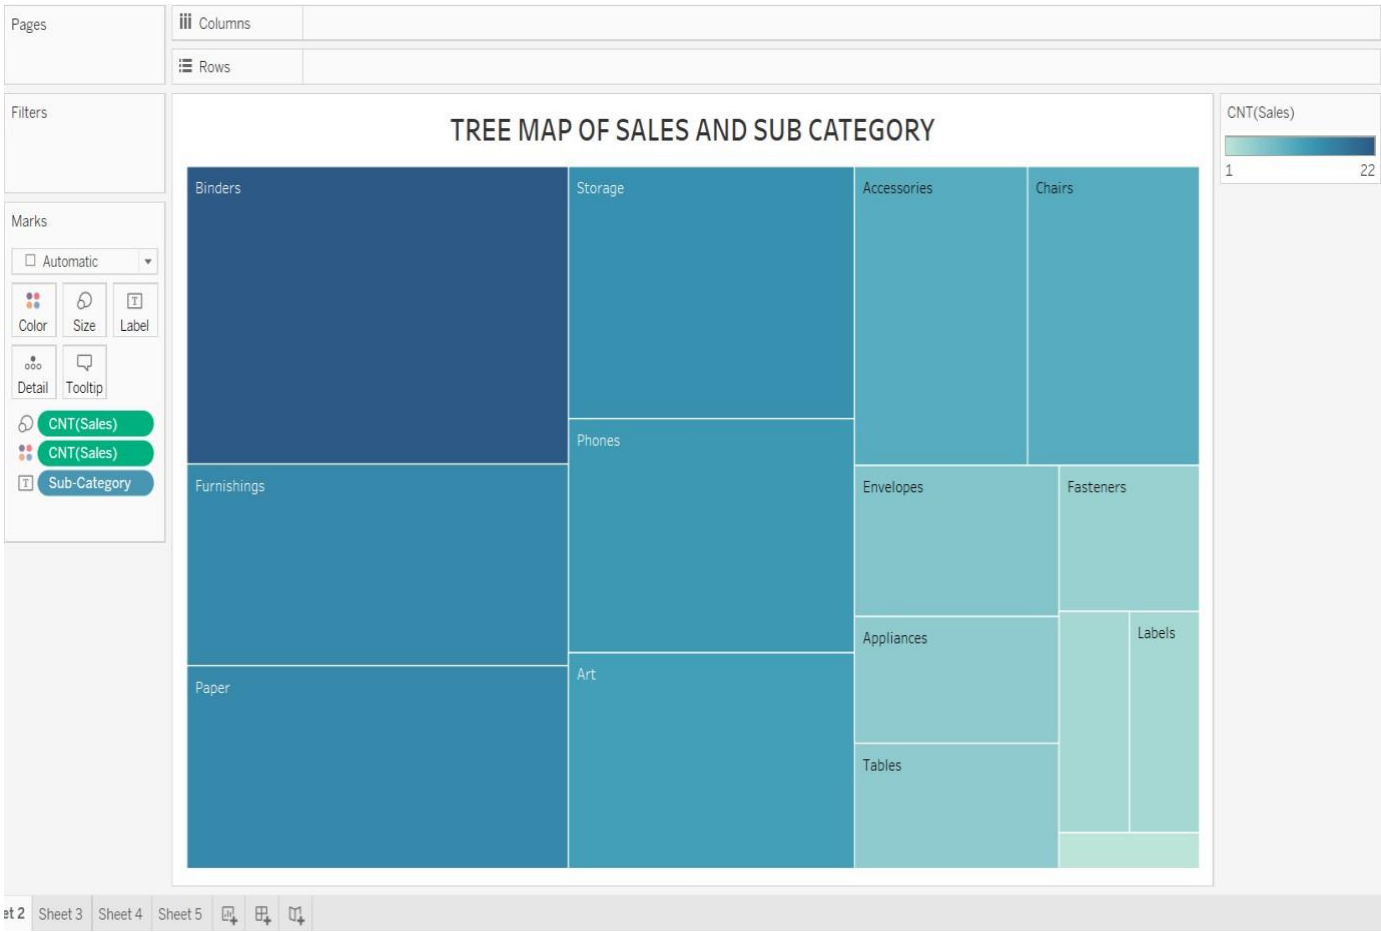 Pages
Columns
Rows
Filters
TREE MAP OF SALES AND SUB CATEGORY
CNT(Sales)
1 22
Marks
Automatic
Color Size Label
Detail Tooltip
CNT(Sales)
CNT(Sales)
Sub-Category
Binders
Storage
Accessories
Chairs
Phones
Furnishings
Envelopes
Fasteners
Appliances
Labels
Paper
Art
Tables
et 2 Sheet 3 Sheet 4 Sheet 5